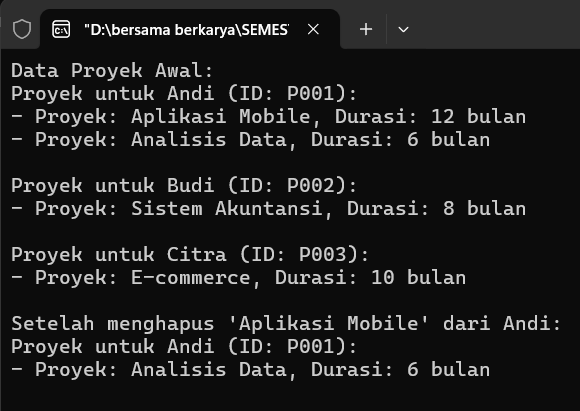 "D:\bersama berkarya\SEMES
Data Proyek Awal:
Proyek untuk Andi (ID: P001):
- Proyek: Aplikasi Mobile, Durasi: 12 bulan
- Proyek: Analisis Data, Durasi: 6 bulan
Proyek untuk Budi (ID: P002):
- Proyek: Sistem Akuntansi, Durasi: 8 bulan
Proyek untuk Citra (ID: P003):
- Proyek: E-commerce, Durasi: 10 bulan
Setelah menghapus 'Aplikasi Mobile' dari Andi:
Proyek untuk Andi (ID: P001):
- Proyek: Analisis Data, Durasi: 6 bulan